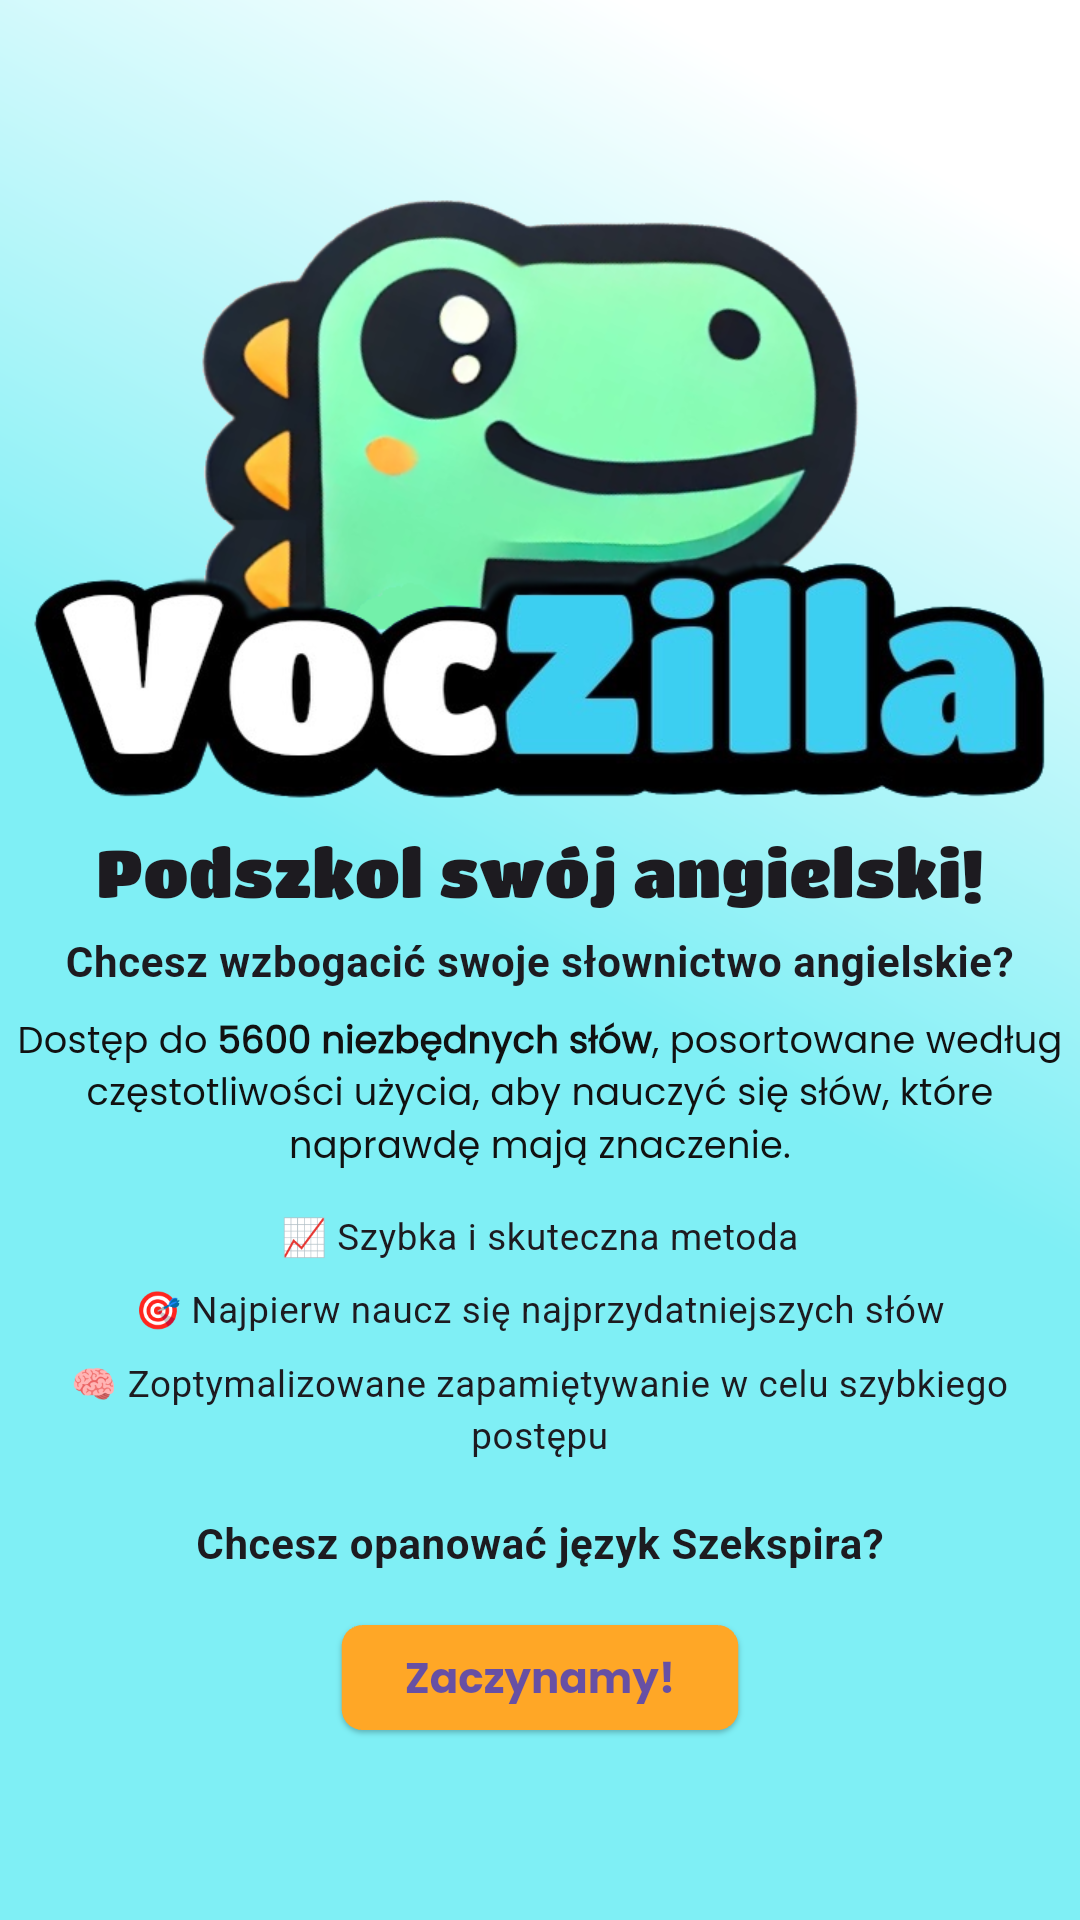 VocZilla
Podszkol swój angielski!
Chcesz wzbogacić swoje słownictwo angielskie?
Dostęp do 5600 niezbędnych słów, posortowane według
częstotliwości użycia, aby nauczyć się słów, które
naprawdę mają znaczenie.
📈 Szybka i skuteczna metoda
🎯 Najpierw naucz się najprzydatniejszych słów
🧠 Zoptymalizowane zapamiętywanie w celu szybkiego
postępu
Chcesz opanować język Szekspira?
Zaczynamy!